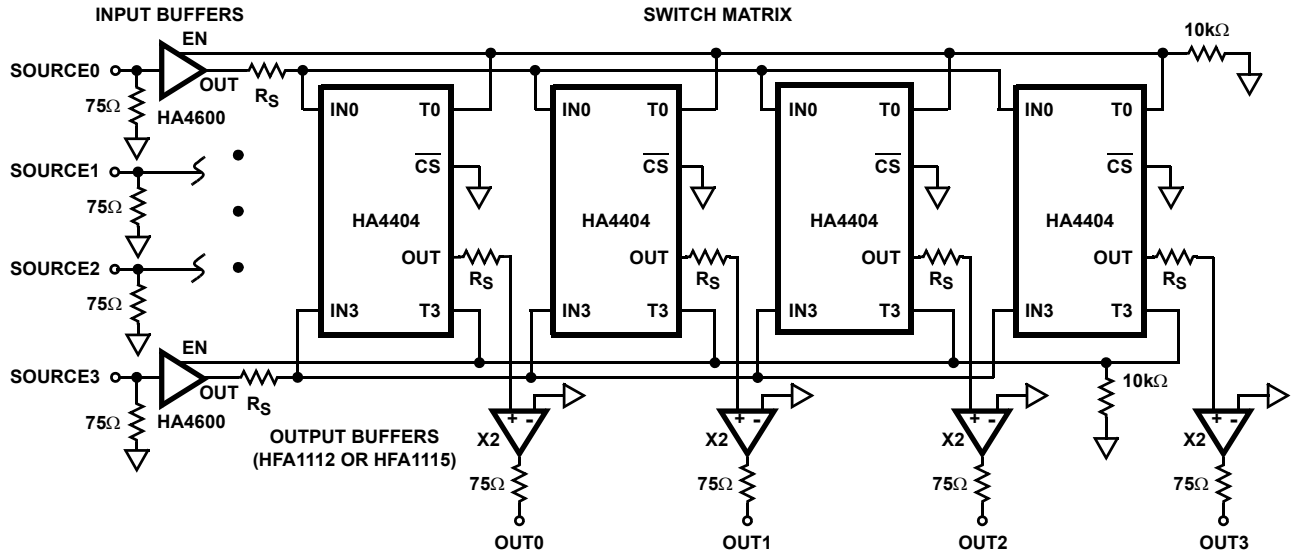 INPUT BUFFERS
SWITCH MATRIX
EN
10kΩ
SOURCE0
OUT
RS
75Ω
HA4600
IN0 T0
IN0 T0
IN0 T0
IN0 T0
SOURCE1
CS
CS
CS
CS
75Ω
HA4404
HA4404
HA4404
HA4404
SOURCE2
OUT
OUT
OUT
OUT
RS
RS
RS
RS
75Ω
IN3 T3
IN3 T3
IN3 T3
IN3 T3
EN
SOURCE3
OUT
RS
10kΩ
75Ω
HA4600
OUTPUT BUFFERS
(HFA1112 OR HFA1115)
+ -
+ -
+ -
+ -
X2
X2
X2
X2
75Ω
75Ω
75Ω
75Ω
OUT0
OUT1
OUT2
OUT3